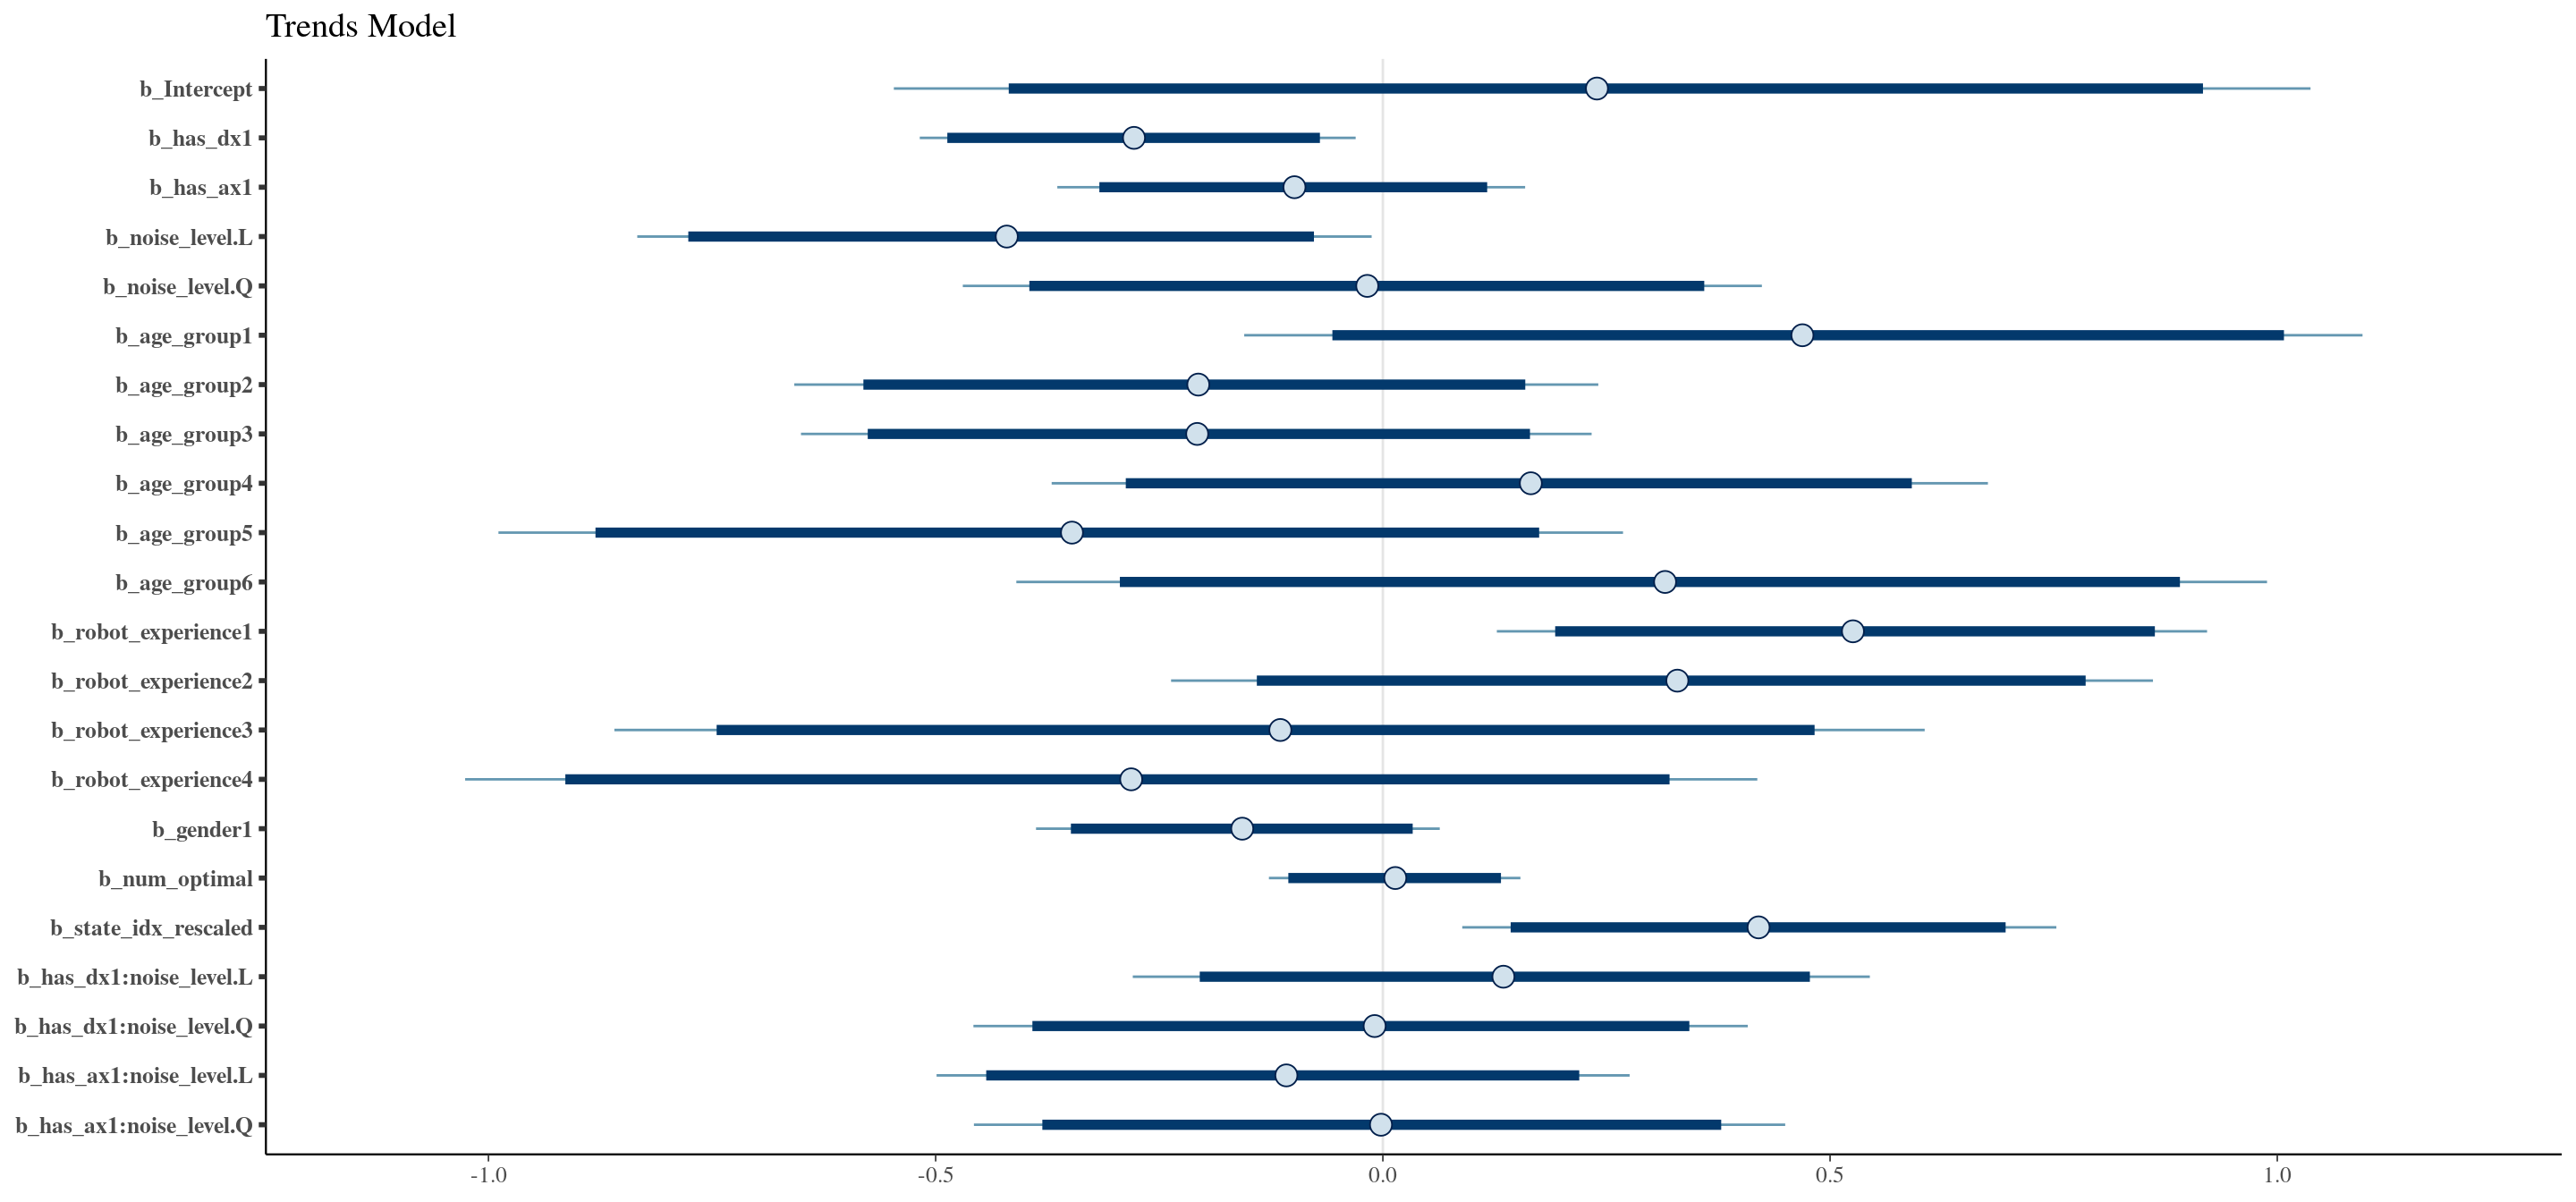 Trends Model
b_Intercept
b_has_dx1
b_has_ax1
b_noise_level.L
b_noise_level.Q
b_age_group1
b_age_group2
b_age_group3
b_age_group4
b_age_group5
b_age_group6
b_robot_experience1
b_robot_experience2
b_robot_experience3
b_robot_experience4
b_gender1
b_num_optimal
b_state_idx_rescaled
b_has_dx1:noise_level.L
b_has_dx1:noise_level.Q
b_has_ax1:noise_level.L
b_has_ax1:noise_level.Q
-1.0 -0.5 0.0 0.5 1.0